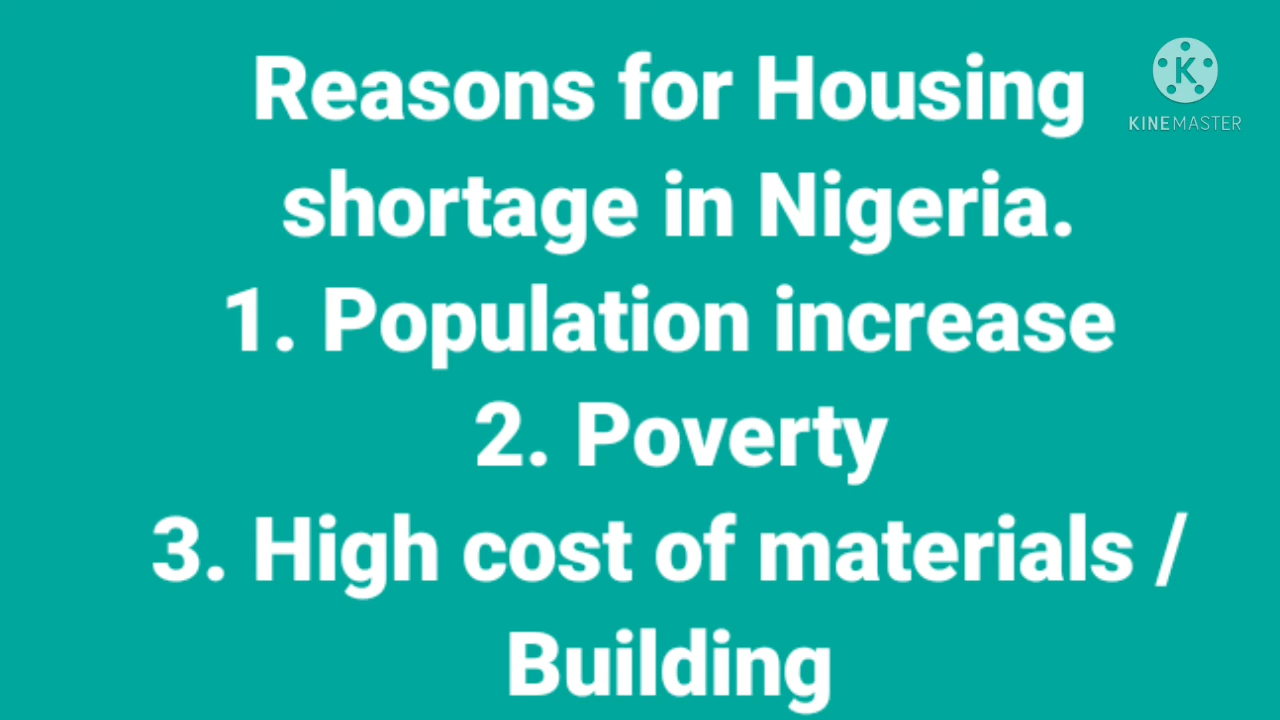 Reasons for Housing
shortage in Nigeria.
1. Population increase
2. Poverty
3. High cost of materials /
Building
K
KINEMASTER